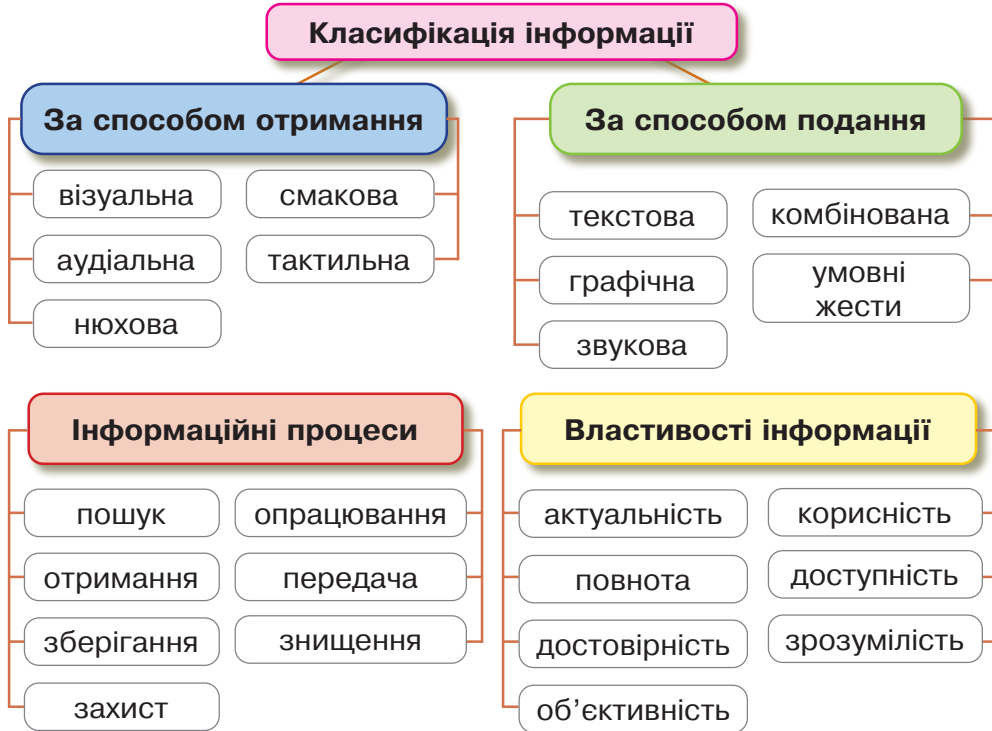 Класифікація інформації
За способом отримання
візуальна
аудіальна
нюхова
смакова
тактильна
За способом подання
текстова
графічна
звукова
комбінована
умовні
жести
Інформаційні процеси
пошук
отримання
зберігання
захист
опрацювання
передача
знищення
Властивості інформації
актуальність
повнота
достовірність
об’єктивність
корисність
доступність
зрозумілість